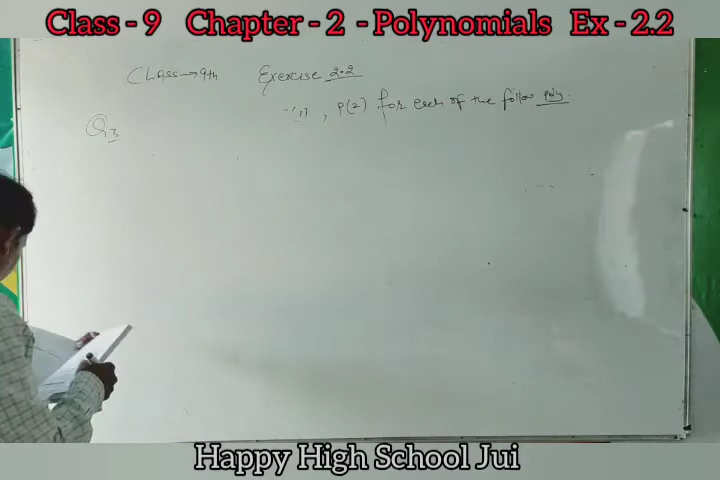 Class - 9 Chapter - 2 - Polynomials Ex - 2.2
CLass → 9th Exercise 2.2
, P(2) for each of the follow poly.
Q3
Happy High School Jui